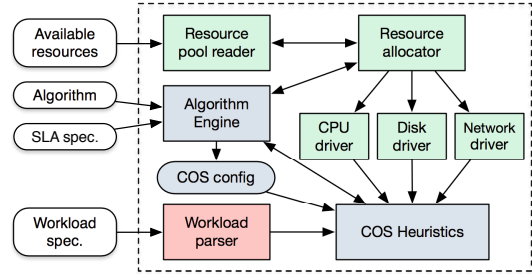 Available
resources
Resource
pool reader
Resource
allocator
Algorithm
SLA spec.
Algorithm
Engine
CPU
driver
Disk
driver
Network
driver
COS config
Workload
spec.
Workload
parser
COS Heuristics